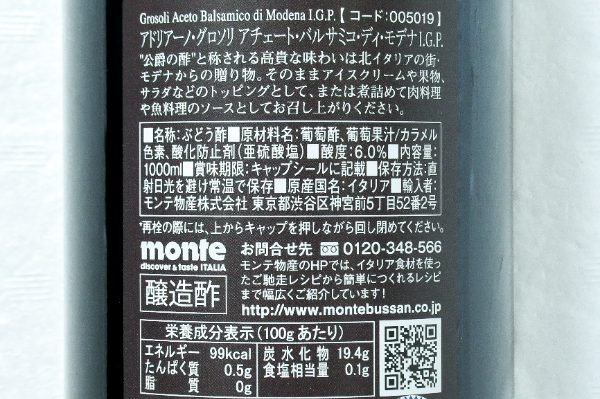 Grosoli Aceto Balsamico di Modena I.G.P.【 コード:005019】
アドリアーノ・グロソリ アチェート・バルサミコ・ディ・モデナ I.G.P.
"公爵の酢"と称される高貴な味わいは北イタリアの街・
モデナからの贈り物。そのままアイスクリームや果物、
サラダなどのトッピングとして、または煮詰めて肉料理
や魚料理のソースとしてお召し上がりください。
■名称:ぶどう酢■原材料名:葡萄酢、葡萄果汁/カラメル
色素、酸化防止剤(亜硫酸塩)■酸度:6.0%■内容量:
1000ml■賞味期限:キャップシールに記載■保存方法:直
射日光を避け常温で保存■原産国名:イタリア■輸入者:
モンテ物産株式会社 東京都渋谷区神宮前5丁目52番2号
*再栓の際には、上からキャップを押しながら回し閉めてください。
monte お問合せ先 0120-348-566
discover & taste ITALIA
モンテ物産のHPでは、イタリア食材を使っ
たご馳走レシピから簡単につくれるレシピ
まで幅広くご紹介しています!
醸造酢
http://www.montebussan.co.jp
栄養成分表示(100gあたり)
エネルギー 99kcal 炭水化物 19.4g
たんぱく質 0.5g 食塩相当量 0.1g
脂質 0g